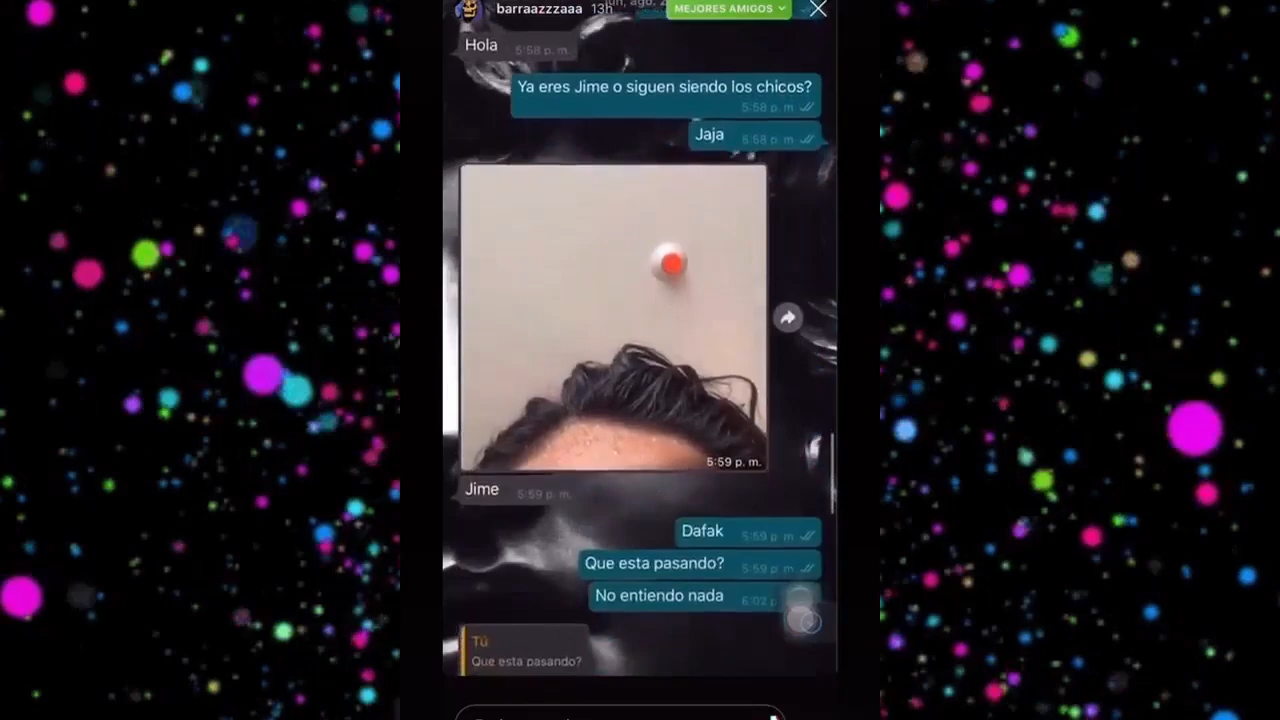 barraazzzaaa 13h
MEJORES AMIGOS
Hola 5:58 p. m.
Ya eres Jime o siguen siendo los chicos?
5:58 p. m.
Jaja 5:58 p. m.
5:59 p. m.
Jime 5:59 p. m.
Dafak 5:59 p. m.
Que esta pasando? 5:59 p. m.
No entiendo nada 6:02 p.
Tú
Que esta pasando?